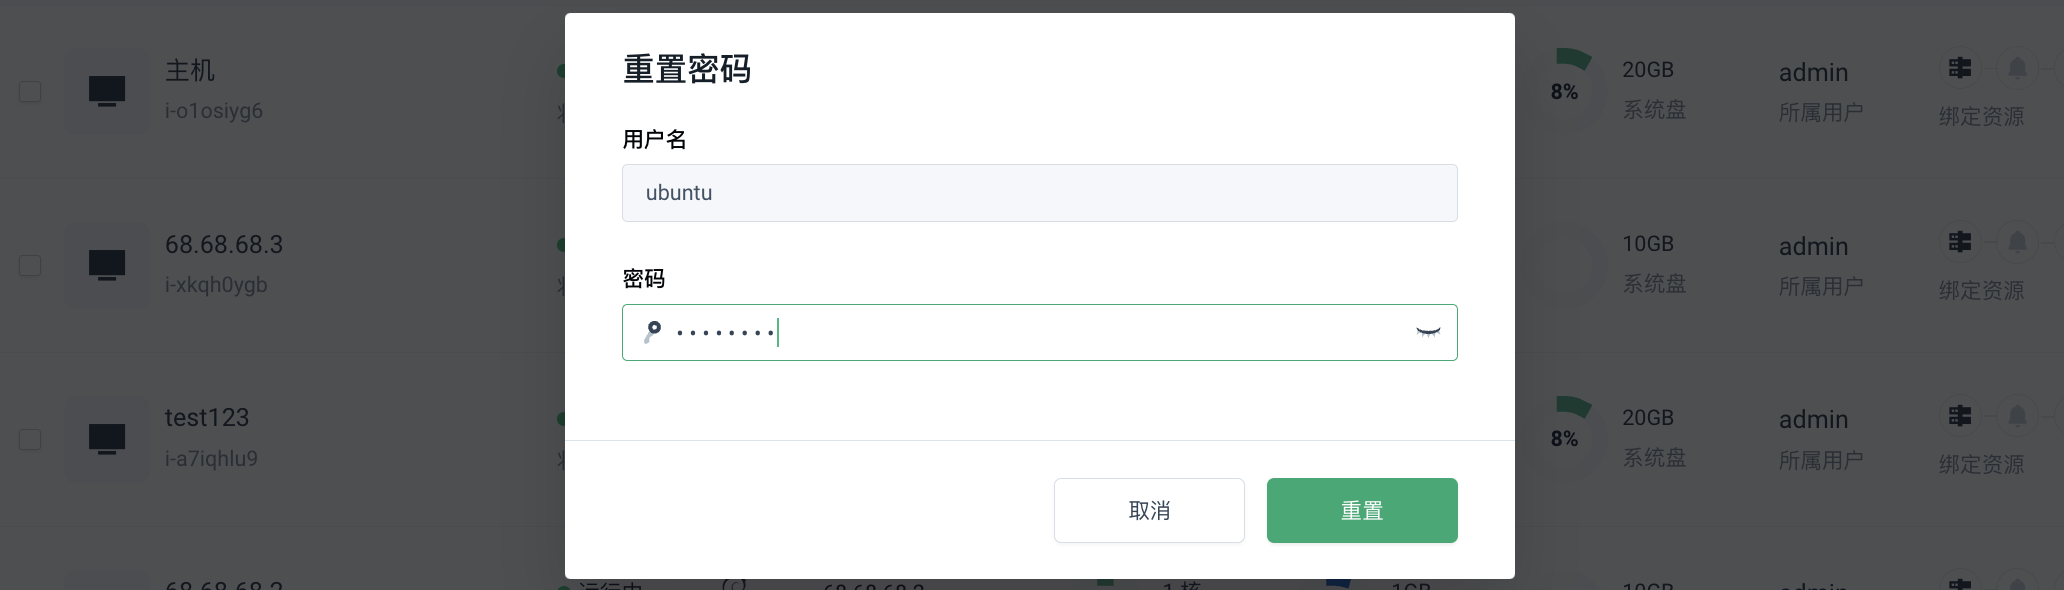 重置密码
用户名
ubuntu
密码
取消
重置
主机
i-o1osiyg6
8%
20GB
系统盘
admin
所属用户
绑定资源
68.68.68.3
i-xkqh0ygb
10GB
系统盘
admin
所属用户
绑定资源
test123
i-a7iqhlu9
8%
20GB
系统盘
admin
所属用户
绑定资源